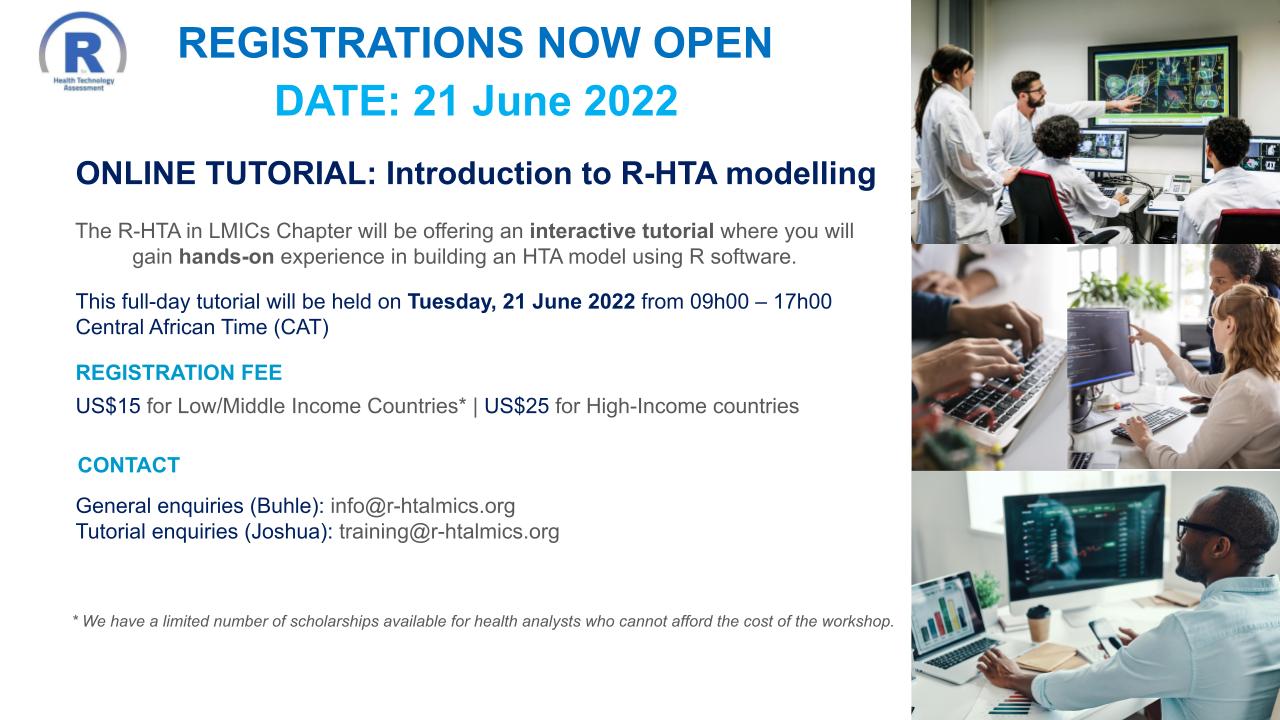 R
Health Technology
Assessment
REGISTRATIONS NOW OPEN
DATE: 21 June 2022
ONLINE TUTORIAL: Introduction to R-HTA modelling
The R-HTA in LMICs Chapter will be offering an interactive tutorial where you will
gain hands-on experience in building an HTA model using R software.
This full-day tutorial will be held on Tuesday, 21 June 2022 from 09h00 – 17h00
Central African Time (CAT)
REGISTRATION FEE
US$15 for Low/Middle Income Countries* | US$25 for High-Income countries
CONTACT
General enquiries (Buhle): info@r-htalmics.org
Tutorial enquiries (Joshua): training@r-htalmics.org
* We have a limited number of scholarships available for health analysts who cannot afford the cost of the workshop.